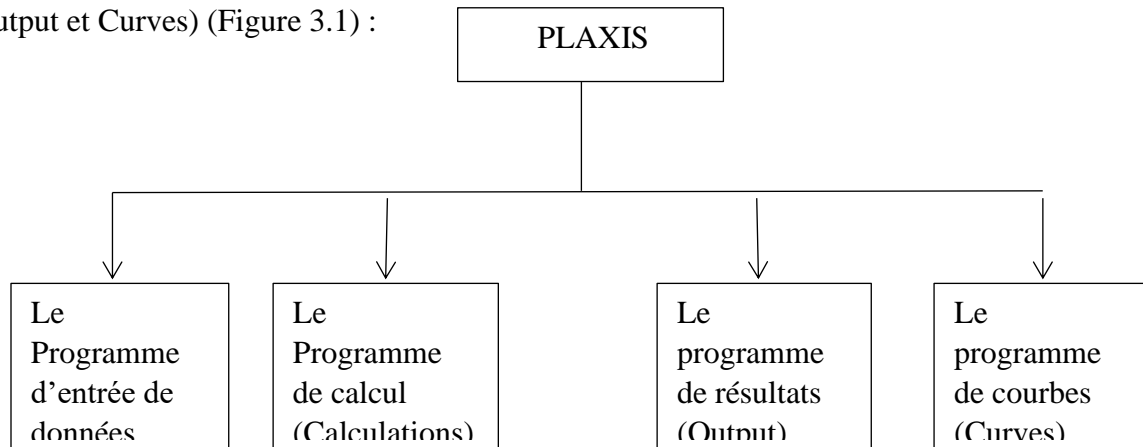 utput et Curves) (Figure 3.1) :
PLAXIS
Le
Programme
d’entrée de
données
Le
Programme
de calcul
(Calculations)
Le
programme
de résultats
(Output)
Le
programme
de courbes
(Curves)